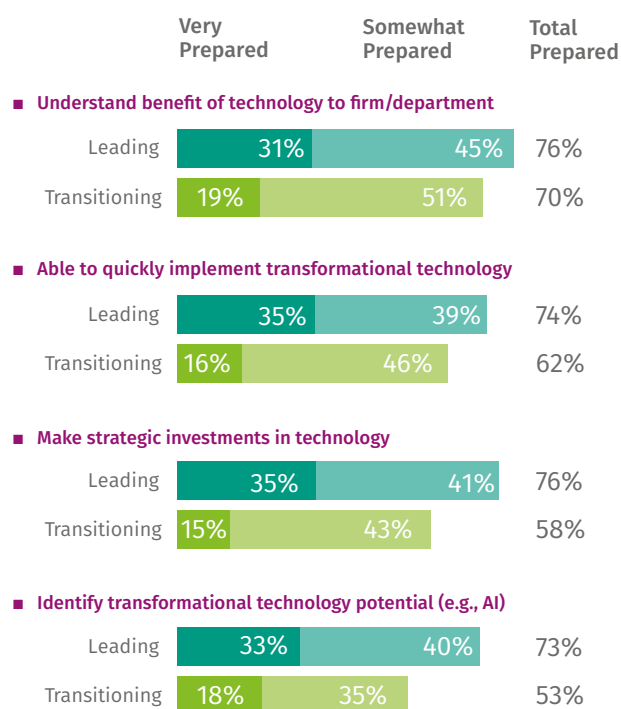 Very Prepared Somewhat Prepared Total Prepared
■ Understand benefit of technology to firm/department
Leading 31% 45% 76%
Transitioning 19% 51% 70%
■ Able to quickly implement transformational technology
Leading 35% 39% 74%
Transitioning 16% 46% 62%
■ Make strategic investments in technology
Leading 35% 41% 76%
Transitioning 15% 43% 58%
■ Identify transformational technology potential (e.g., AI)
Leading 33% 40% 73%
Transitioning 18% 35% 53%